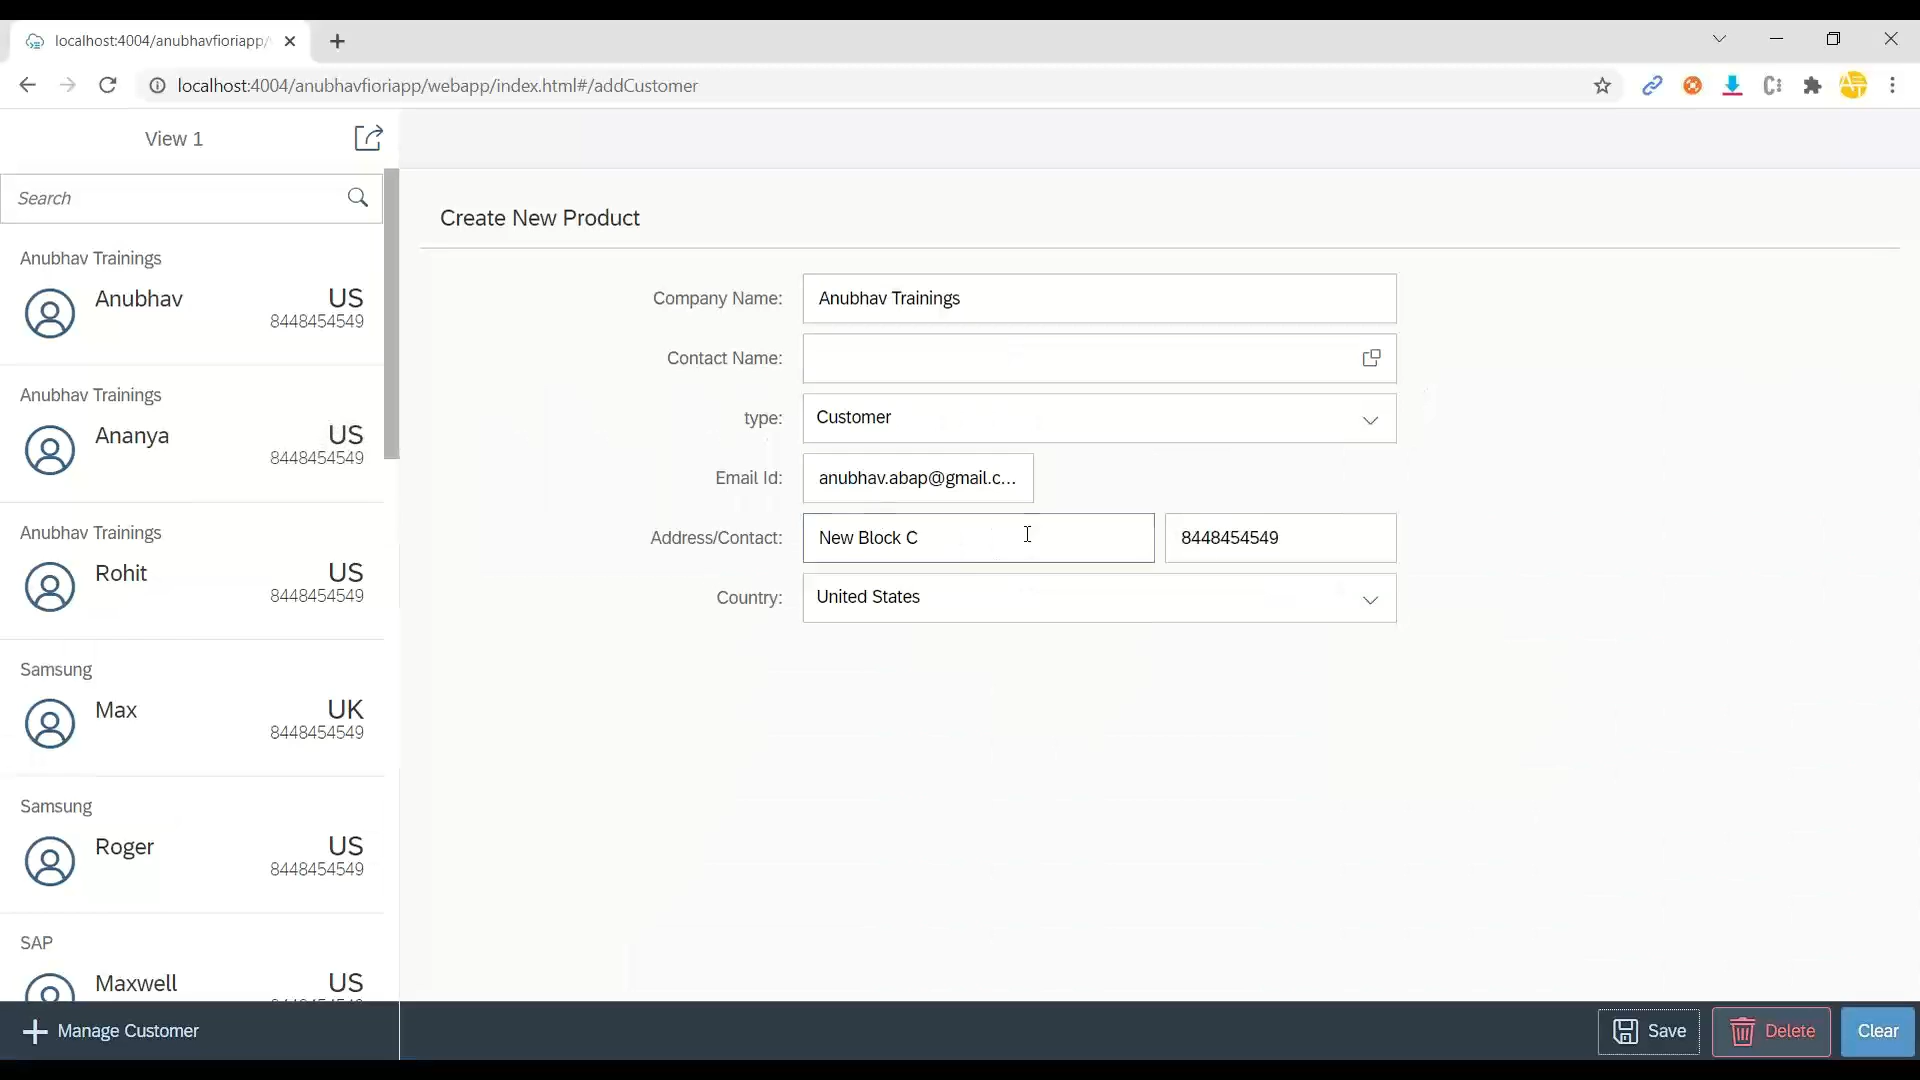 localhost:4004/anubhavfioriapp/
localhost:4004/anubhavfioriapp/webapp/index.html#/addCustomer
View 1
Search
Anubhav Trainings
Anubhav US
8448454549
Anubhav Trainings
Ananya US
8448454549
Anubhav Trainings
Rohit US
8448454549
Samsung
Max UK
8448454549
Samsung
Roger US
8448454549
SAP
Maxwell US
Manage Customer
Create New Product
Company Name: Anubhav Trainings
Contact Name:
type: Customer
Email Id: anubhav.abap@gmail.c...
Address/Contact: New Block C 8448454549
Country: United States
Save Delete Clear